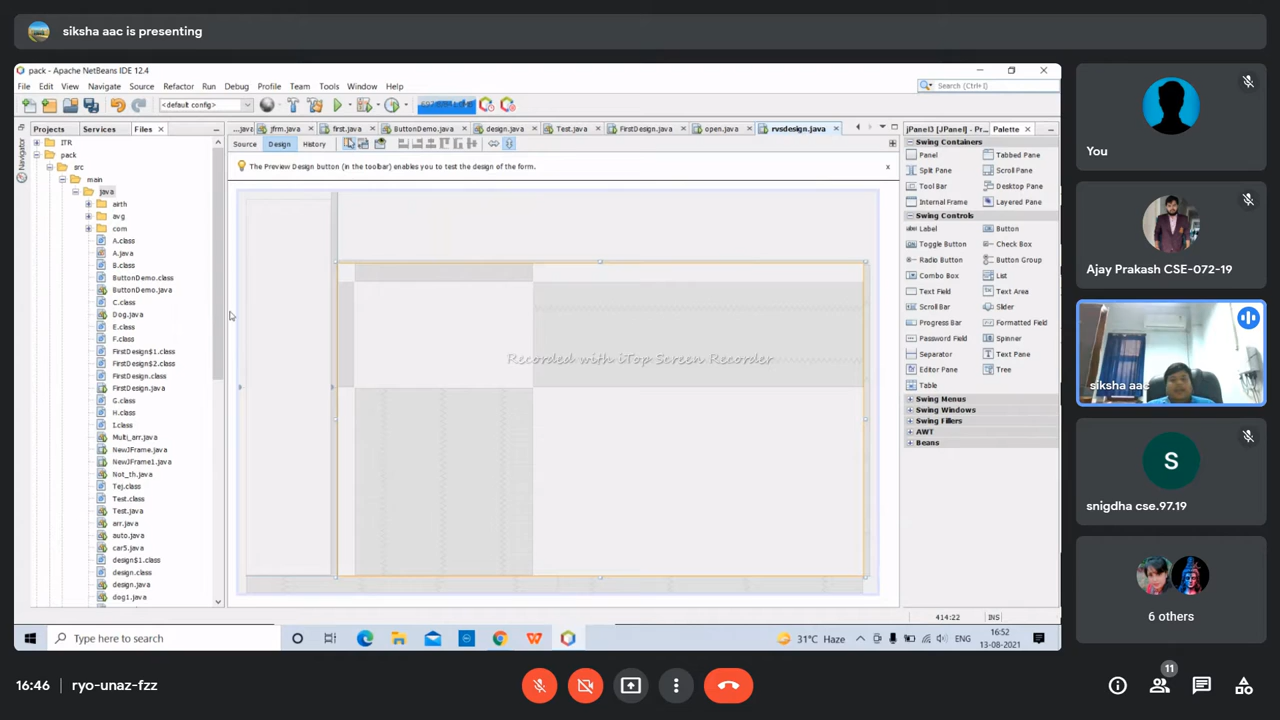 siksha aac is presenting
pack - Apache NetBeans IDE 12.4
File Edit View Navigate Source Refactor Run Debug Profile Team Tools Window Help
Search (Ctrl+I)
<default config>
Projects Services Files
...java jfrm.java first.java ButtonDemo.java design.java Test.java FirstDesign.java open.java rvsdesign.java
jPanel3 [JPanel] - Pr... Palette
Source Design History
The Preview Design button (in the toolbar) enables you to test the design of the form.
Navigator
ITR
pack
src
main
java
airth
avg
com
A.class
A.java
B.class
ButtonDemo.class
ButtonDemo.java
C.class
Dog.java
E.class
F.class
FirstDesign$1.class
FirstDesign$2.class
FirstDesign.class
FirstDesign.java
G.class
H.class
I.class
Multi_arr.java
NewJFrame.java
NewJFrame1.java
Not_th.java
Tej.class
Test.class
Test.java
arr.java
auto.java
car5.java
design$1.class
design.class
design.java
dog1.java
Recorded with iTop Screen Recorder
Swing Containers
Panel Tabbed Pane
Split Pane Scroll Pane
Tool Bar Desktop Pane
Internal Frame Layered Pane
Swing Controls
Label Button
Toggle Button Check Box
Radio Button Button Group
Combo Box List
Text Field Text Area
Scroll Bar Slider
Progress Bar Formatted Field
Password Field Spinner
Separator Text Pane
Editor Pane Tree
Table
Swing Menus
Swing Windows
Swing Fillers
AWT
Beans
414:22 INS
Type here to search
31°C Haze
ENG
16:52
13-08-2021
You
Ajay Prakash CSE-072-19
siksha aac
S
snigdha cse.97.19
6 others
16:46 | ryo-unaz-fzz
11